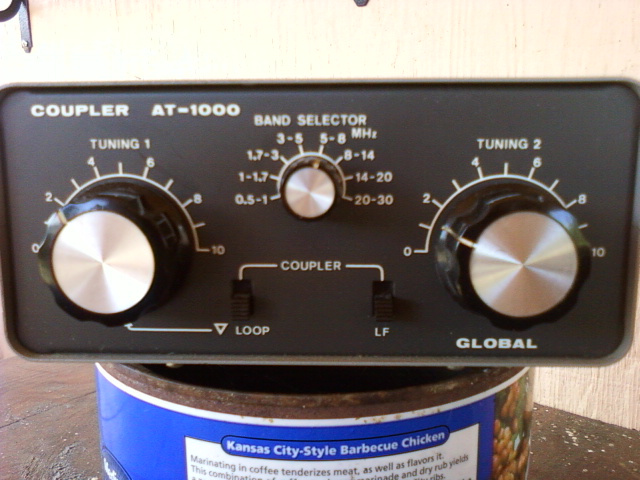 COUPLER AT-1000
BAND SELECTOR
MHz
0.5-1
1-1.7
1.7-3
3-5
5-8
8-14
14-20
20-30
TUNING 1
0
2
4
6
8
10
TUNING 2
0
2
4
6
8
10
COUPLER
LOOP
LF
GLOBAL
Kansas City-Style Barbecue Chicken
Marinating in coffee tenderizes meat, as well as flavors it.
This combination of
marinade and dry rub yields
ribs.